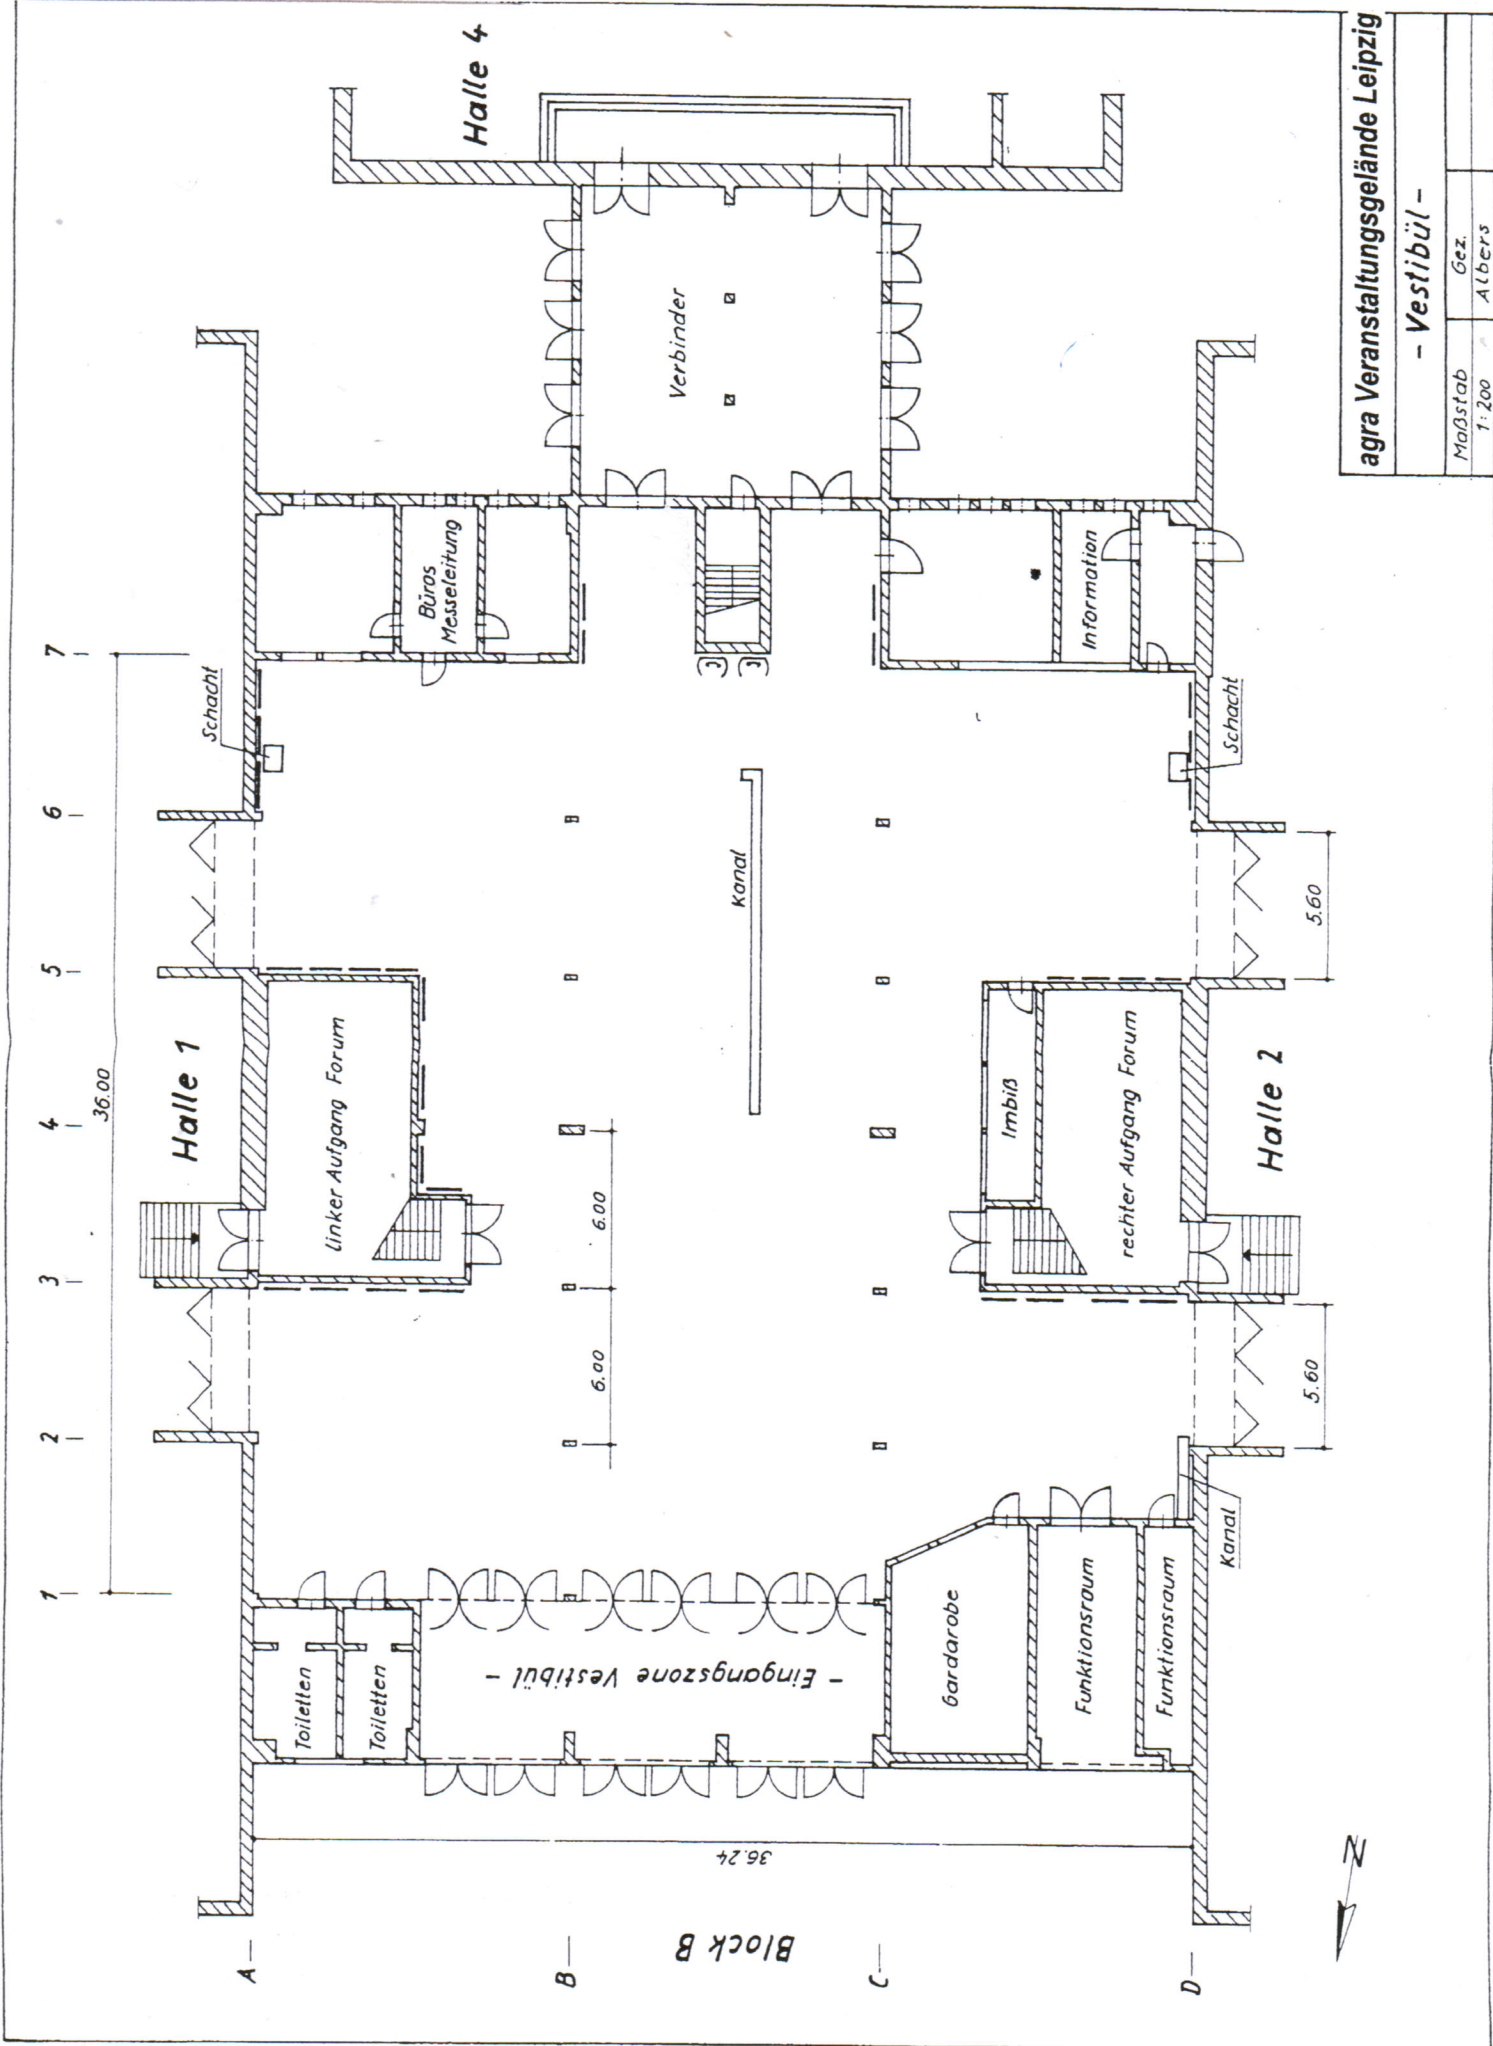 Halle 4
Verbinder
Büros
Messeleitung
Information
Schacht
Schacht
7
6
5
4
3
2
1
36.00
Kanal
Halle 1
linker Aufgang Forum
Imbiß
rechter Aufgang Forum
Halle 2
5.60
5.60
6.00
6.00
Kanal
Toiletten
Toiletten
- Eingangszone Vestibül -
Gardarobe
Funktionsraum
Funktionsraum
36.24
Block B
A
B
C
D
N
agra Veranstaltungsgelände Leipzig
- Vestibül -
Maßstab
1:200
Gez.
Albers